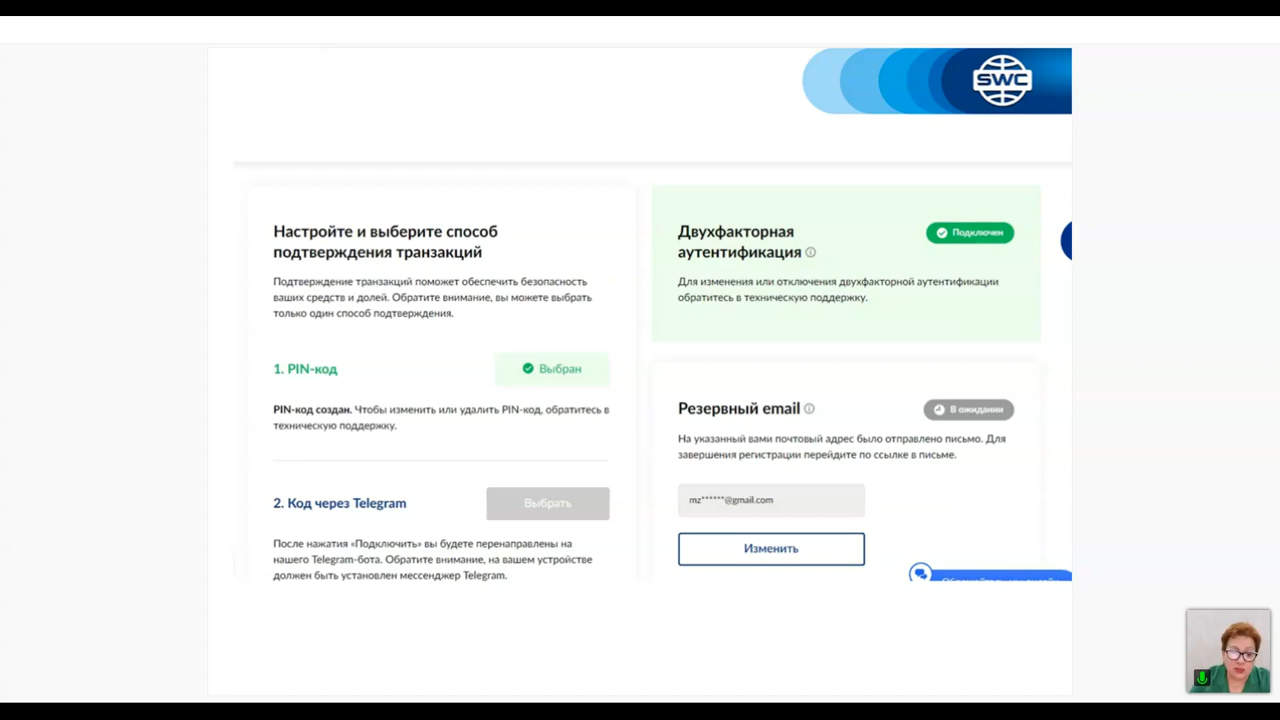 SWC
Настройте и выберите способ
подтверждения транзакций
Подтверждение транзакций поможет обеспечить безопасность
ваших средств и долей. Обратите внимание, вы можете выбрать
только один способ подтверждения.
1. PIN-код
Выбран
PIN-код создан. Чтобы изменить или удалить PIN-код, обратитесь в
техническую поддержку.
2. Код через Telegram
Выбрать
После нажатия «Подключить» вы будете перенаправлены на
нашего Telegram-бота. Обратите внимание, на вашем устройстве
должен быть установлен мессенджер Telegram.
Двухфакторная
аутентификация
Подключен
Для изменения или отключения двухфакторной аутентификации
обратитесь в техническую поддержку.
Резервный email
В ожидании
На указанный вами почтовый адрес было отправлено письмо. Для
завершения регистрации перейдите по ссылке в письме.
mz******@gmail.com
Изменить